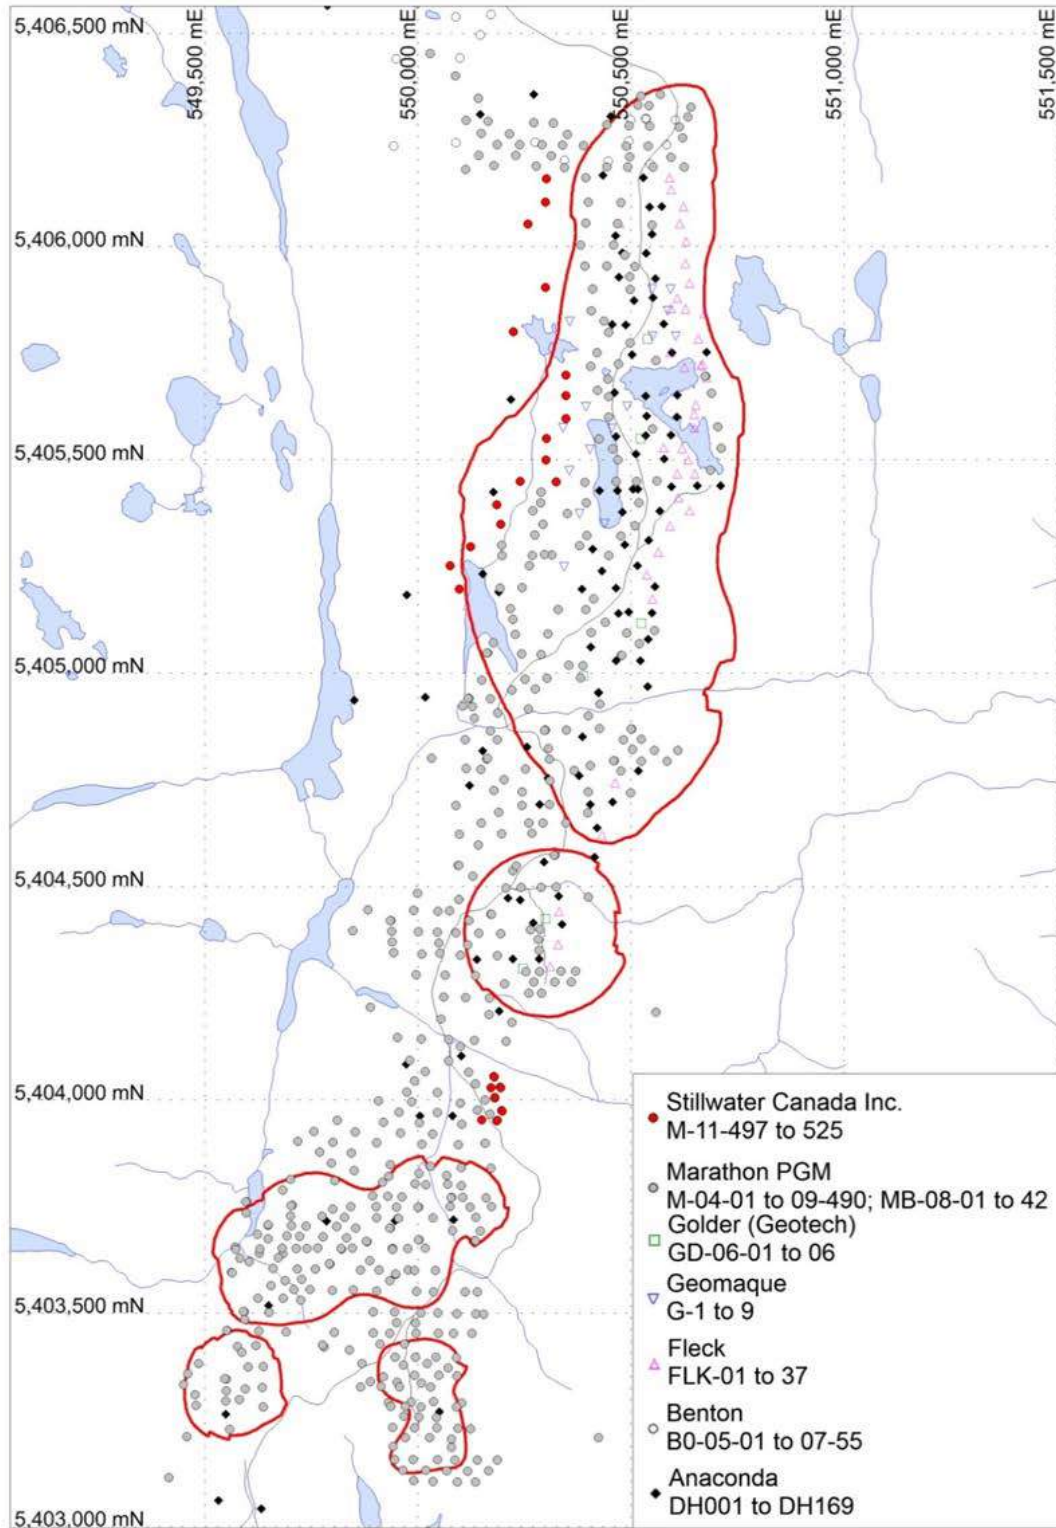 5,406,500 mN
549,500 mE
550,000 mE
550,500 mE
551,000 mE
551,500 mE
5,406,000 mN
5,405,500 mN
5,405,000 mN
5,404,500 mN
5,404,000 mN
5,403,500 mN
5,403,000 mN
Stillwater Canada Inc.
M-11-497 to 525
Marathon PGM
M-04-01 to 09-490; MB-08-01 to 42
Golder (Geotech)
GD-06-01 to 06
Geomaque
G-1 to 9
Fleck
FLK-01 to 37
Benton
B0-05-01 to 07-55
Anaconda
DH001 to DH169